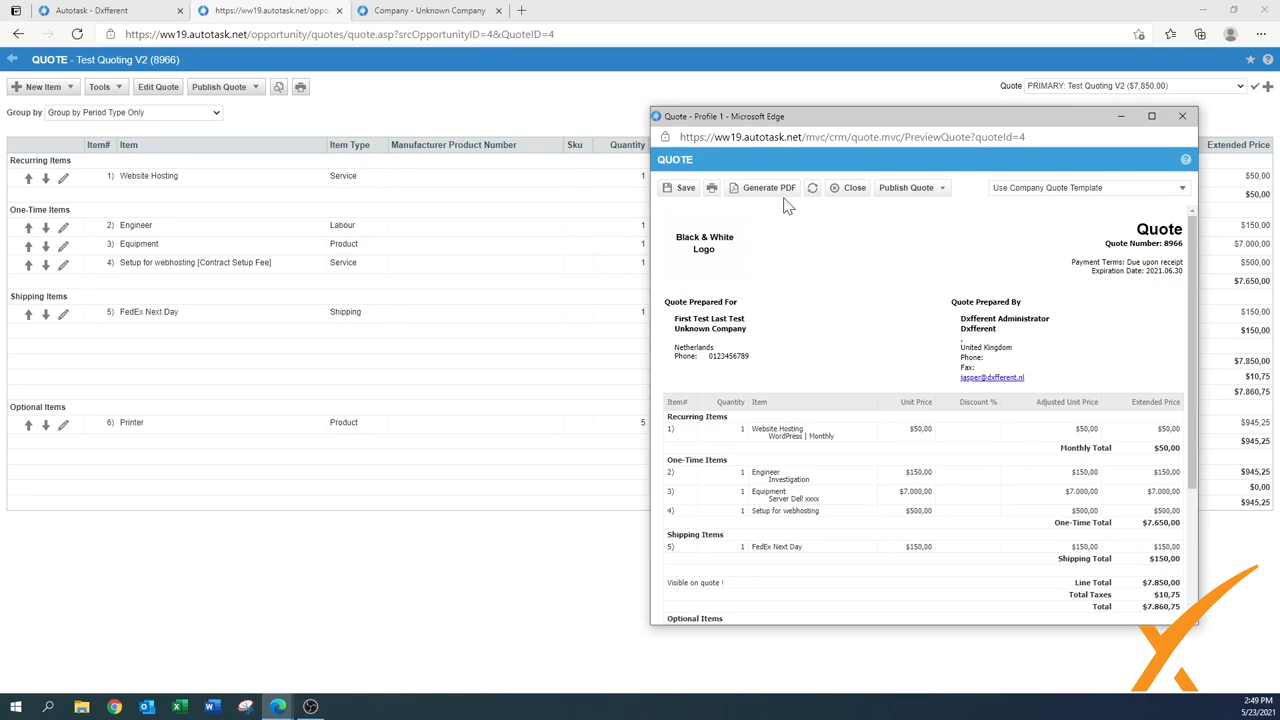 Autotask - Dxfferent
https://ww19.autotask.net/oppo
Company - Unknown Company
https://ww19.autotask.net/opportunity/quotes/quote.asp?srcOpportunityID=4&QuoteID=4
QUOTE - Test Quoting V2 (8966)
New Item
Tools
Edit Quote
Publish Quote
Quote
PRIMARY: Test Quoting V2 ($7,850.00)
Group by
Group by Period Type Only
Item#
Item
Item Type
Manufacturer Product Number
Sku
Quantity
Extended Price
Recurring Items
1) Website Hosting Service 1 $50,00
$50,00
One-Time Items
2) Engineer Labour 1 $150,00
3) Equipment Product 1 $7.000,00
4) Setup for webhosting [Contract Setup Fee] Service 1 $500,00
$7.650,00
Shipping Items
5) FedEx Next Day Shipping 1 $150,00
$150,00
$7.850,00
$10,75
$7.860,75
Optional Items
6) Printer Product 5 $945,25
$945,25
$945,25
$0,00
$945,25
Quote - Profile 1 - Microsoft Edge
https://ww19.autotask.net/mvc/crm/quote.mvc/PreviewQuote?quoteId=4
QUOTE
Save
Generate PDF
Close
Publish Quote
Use Company Quote Template
Black & White
Logo
Quote
Quote Number: 8966
Payment Terms: Due upon receipt
Expiration Date: 2021.06.30
Quote Prepared For
First Test Last Test
Unknown Company
Netherlands
Phone: 0123456789
Quote Prepared By
Dxfferent Administrator
Dxfferent
,
United Kingdom
Phone:
Fax:
jasper@dxfferent.nl
Item# Quantity Item Unit Price Discount % Adjusted Unit Price Extended Price
Recurring Items
1) 1 Website Hosting $50,00 $50,00 $50,00
WordPress | Monthly
Monthly Total $50,00
One-Time Items
2) 1 Engineer $150,00 $150,00 $150,00
Investigation
3) 1 Equipment $7.000,00 $7.000,00 $7.000,00
Server Dell xxxx
4) 1 Setup for webhosting $500,00 $500,00 $500,00
One-Time Total $7.650,00
Shipping Items
5) 1 FedEx Next Day $150,00 $150,00 $150,00
Shipping Total $150,00
Visible on quote ! Line Total $7.850,00
Total Taxes $10,75
Total $7.860,75
Optional Items
2:49 PM
5/23/2021